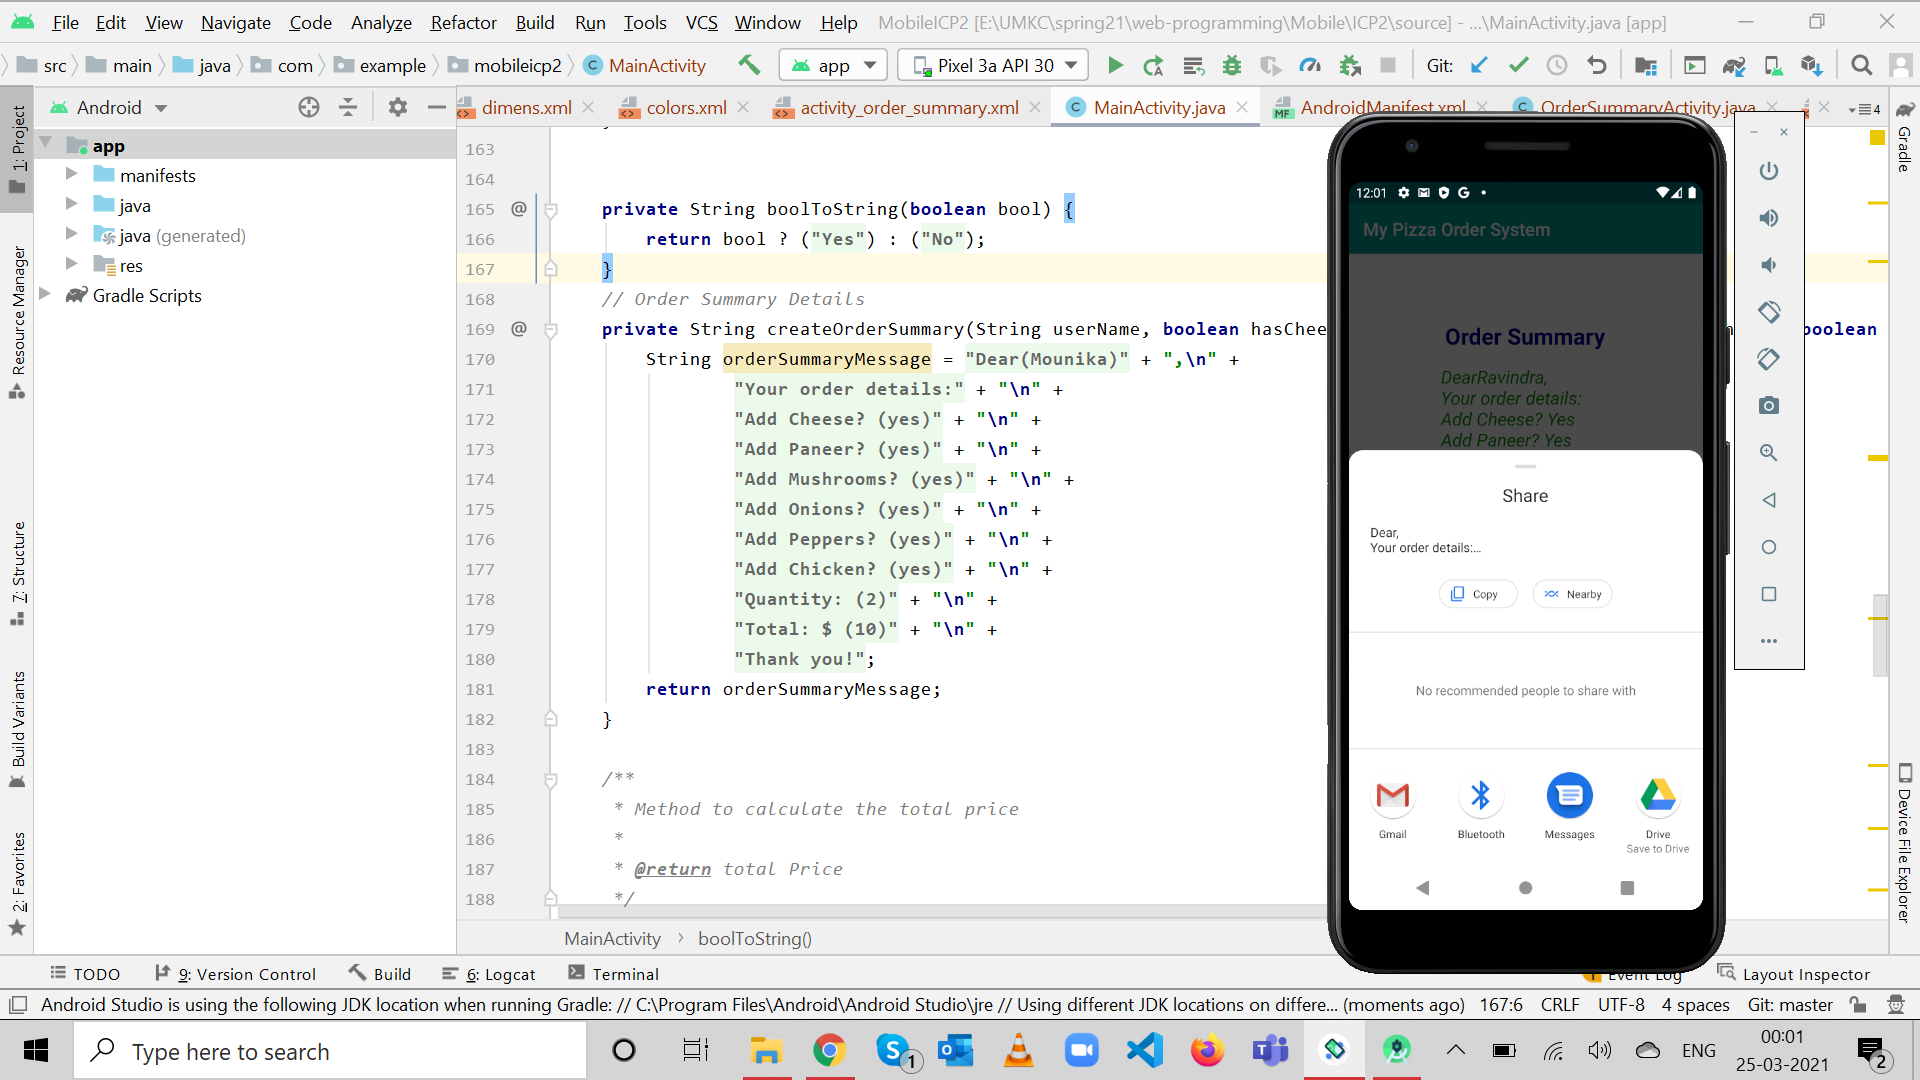 File Edit View Navigate Code Analyze Refactor Build Run Tools VCS Window Help MobileICP2 [E:\UMKC\spring21\web-programming\Mobile\ICP2\source] - ...\MainActivity.java [app]
src main java com example mobileicp2 MainActivity app Pixel 3a API 30 Git:
Android dimens.xml colors.xml activity_order_summary.xml MainActivity.java AndroidManifest.xml OrderSummaryActivity.java 4
1: Project
Resource Manager
7: Structure
Build Variants
2: Favorites
app
manifests
java
java (generated)
res
Gradle Scripts
163
164
165 @ private String boolToString(boolean bool) {
166 return bool ? ("Yes") : ("No");
167 }
168 // Order Summary Details
169 @ private String createOrderSummary(String userName, boolean hasChee boolean
170 String orderSummaryMessage = "Dear(Mounika)" + ",\n" +
171 "Your order details:" + "\n" +
172 "Add Cheese? (yes)" + "\n" +
173 "Add Paneer? (yes)" + "\n" +
174 "Add Mushrooms? (yes)" + "\n" +
175 "Add Onions? (yes)" + "\n" +
176 "Add Peppers? (yes)" + "\n" +
177 "Add Chicken? (yes)" + "\n" +
178 "Quantity: (2)" + "\n" +
179 "Total: $ (10)" + "\n" +
180 "Thank you!";
181 return orderSummaryMessage;
182 }
183
184 /**
185 * Method to calculate the total price
186 *
187 * @return total Price
188 */
MainActivity boolToString()
12:01 G
My Pizza Order System
Order Summary
DearRavindra,
Your order details:
Add Cheese? Yes
Add Paneer? Yes
Share
Dear,
Your order details:...
Copy Nearby
No recommended people to share with
Gmail Bluetooth Messages Drive
Save to Drive
Gradle
Device File Explorer
TODO 9: Version Control Build 6: Logcat Terminal Event Log Layout Inspector
Android Studio is using the following JDK location when running Gradle: // C:\Program Files\Android\Android Studio\jre // Using different JDK locations on differe... (moments ago) 167:6 CRLF UTF-8 4 spaces Git: master
Type here to search 1 ENG 00:01
25-03-2021 2